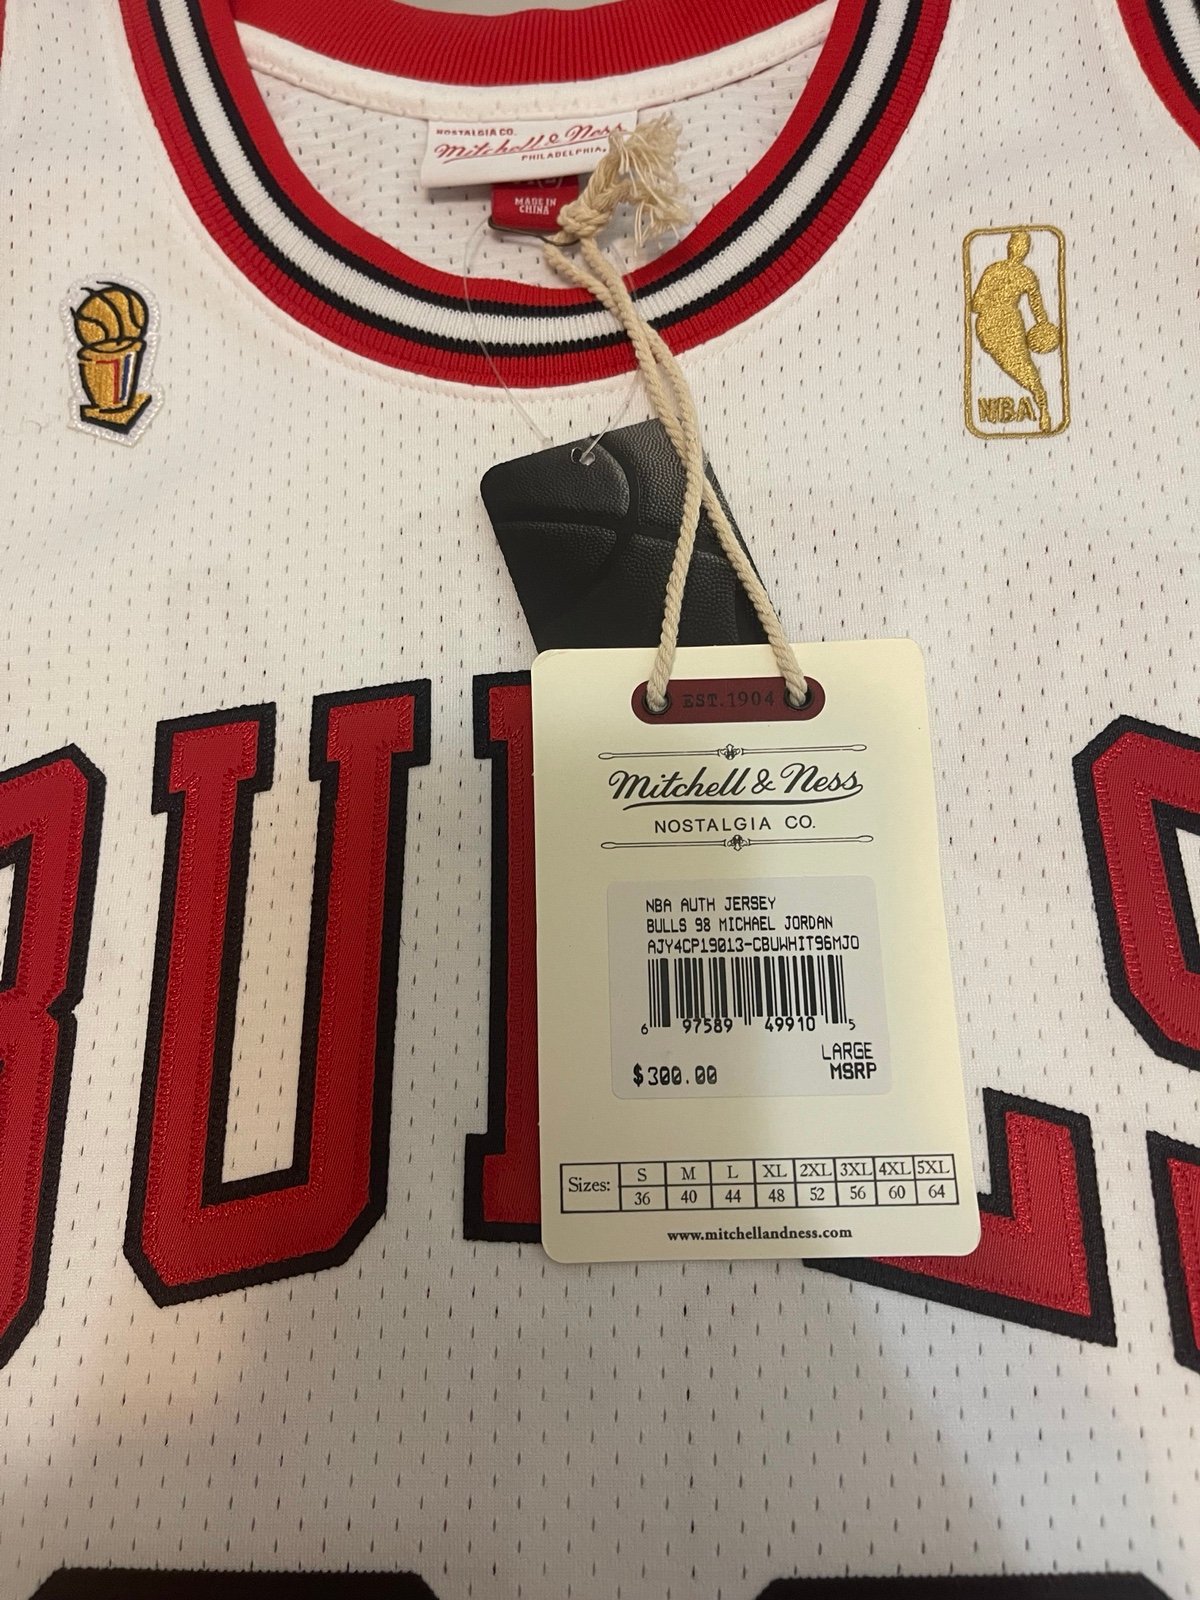 NOSTALGIA CO.
Mitchell & Ness
PHILADELPHIA,
MADE IN
CHINA
NBA
EST. 1904
Mitchell & Ness
NOSTALGIA CO.
NBA AUTH JERSEY
BULLS 98 MICHAEL JORDAN
AJY4CP19013-CBUWHIT96MJO
6 97589 49910 5
LARGE
$300.00 MSRP
Sizes: S M L XL 2XL 3XL 4XL 5XL
36 40 44 48 52 56 60 64
www.mitchellandness.com
BULLS